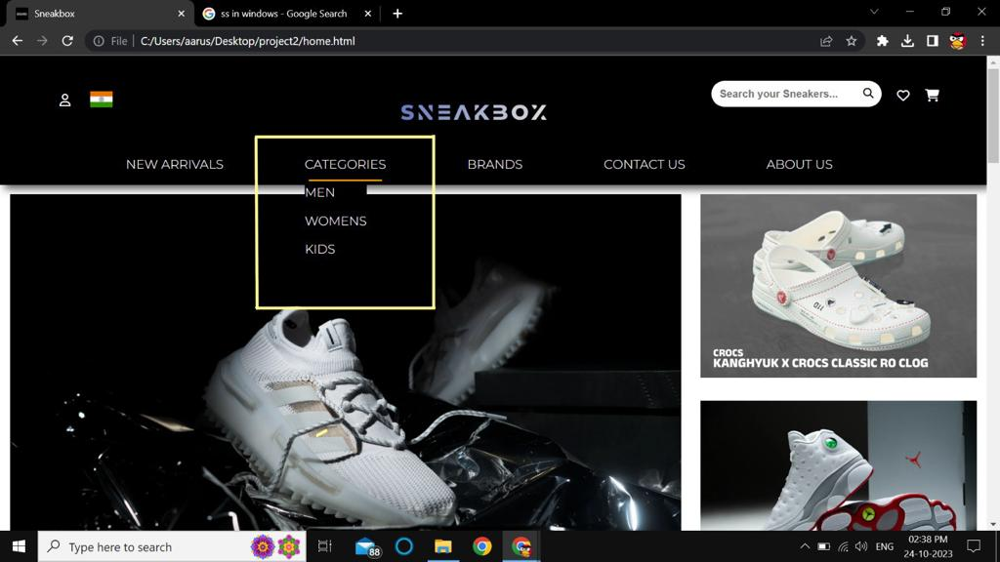 Sneakbox
ss in windows - Google Search
File
C:/Users/aarus/Desktop/project2/home.html
SNEAKBOX
Search your Sneakers...
NEW ARRIVALS
CATEGORIES
BRANDS
CONTACT US
ABOUT US
MEN
WOMENS
KIDS
CROCS
KANGHYUK X CROCS CLASSIC RO CLOG
Type here to search
88
ENG
02:38 PM
24-10-2023